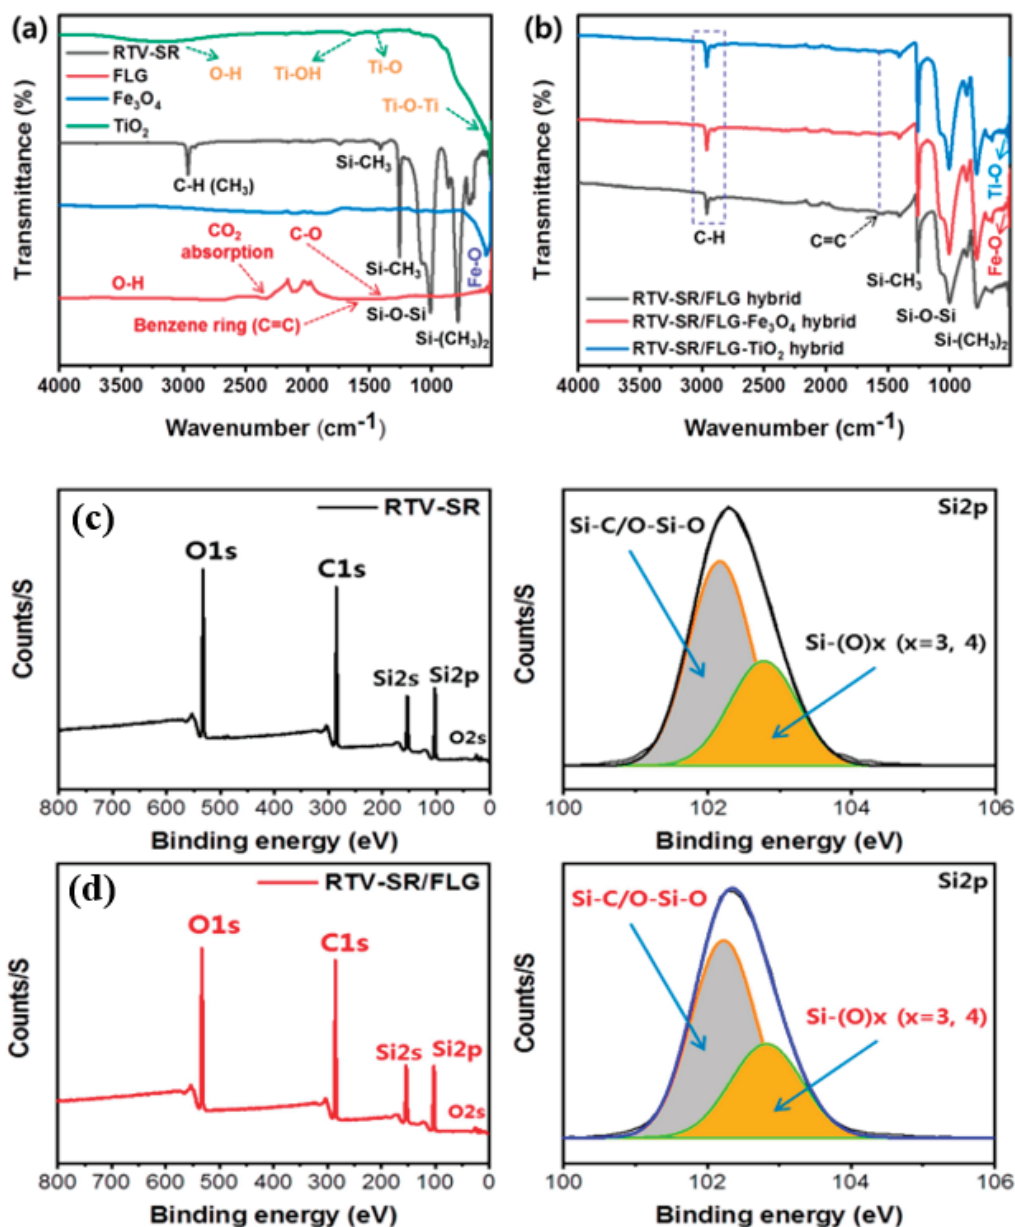 (a)
RTV-SR
FLG
Fe₃O₄
TiO₂
O-H
Ti-OH
Ti-O
Ti-O-Ti
Si-CH₃
C-H (CH₃)
CO₂
absorption
C-O
Si-CH₃
Fe-O
O-H
Benzene ring (C=C)
Si-O-Si
Si-(CH₃)₂
Transmittance (%)
4000 3500 3000 2500 2000 1500 1000
Wavenumber (cm⁻¹)
(b)
Ti-O
C-H
C=C
Fe-O
Si-CH₃
RTV-SR/FLG hybrid
RTV-SR/FLG-Fe₃O₄ hybrid
RTV-SR/FLG-TiO₂ hybrid
Si-O-Si
Si-(CH₃)₂
Transmittance (%)
4000 3000 2000 1000
Wavenumber (cm⁻¹)
(c)
RTV-SR
O1s
C1s
Si2s
Si2p
O2s
Counts/S
800 700 600 500 400 300 200 100 0
Binding energy (eV)
Si2p
Si-C/O-Si-O
Si-(O)x (x=3, 4)
Counts/S
100 102 104 106
Binding energy (eV)
(d)
RTV-SR/FLG
O1s
C1s
Si2s
Si2p
O2s
Counts/S
800 700 600 500 400 300 200 100 0
Binding energy (eV)
Si2p
Si-C/O-Si-O
Si-(O)x (x=3, 4)
Counts/S
100 102 104 106
Binding energy (eV)